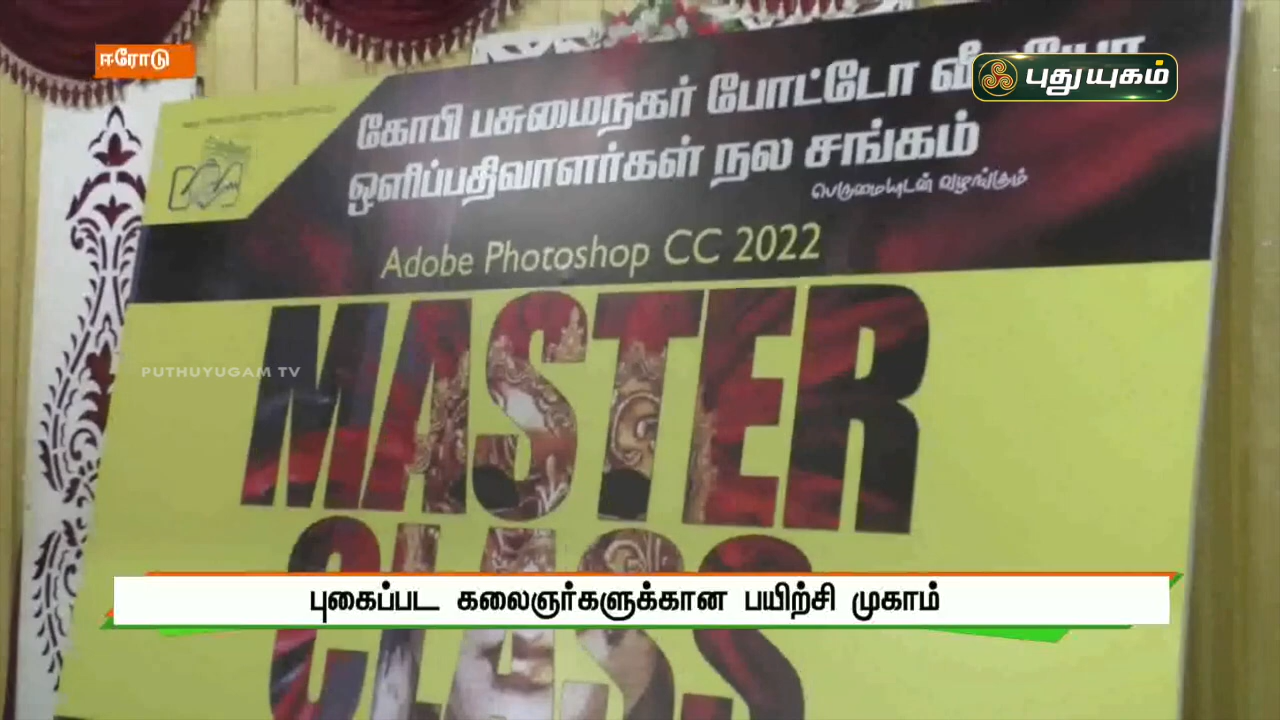 ஈரோடு
புதுயுகம்
கோபி பசுமைநகர் போட்டோ
ஒளிப்பதிவாளர்கள் நல சங்கம்
பெருமையுடன் வழங்கும்
Adobe Photoshop CC 2022
MASTER
PUTHUYUGAM TV
CLASS
புகைப்பட கலைஞர்களுக்கான பயிற்சி முகாம்